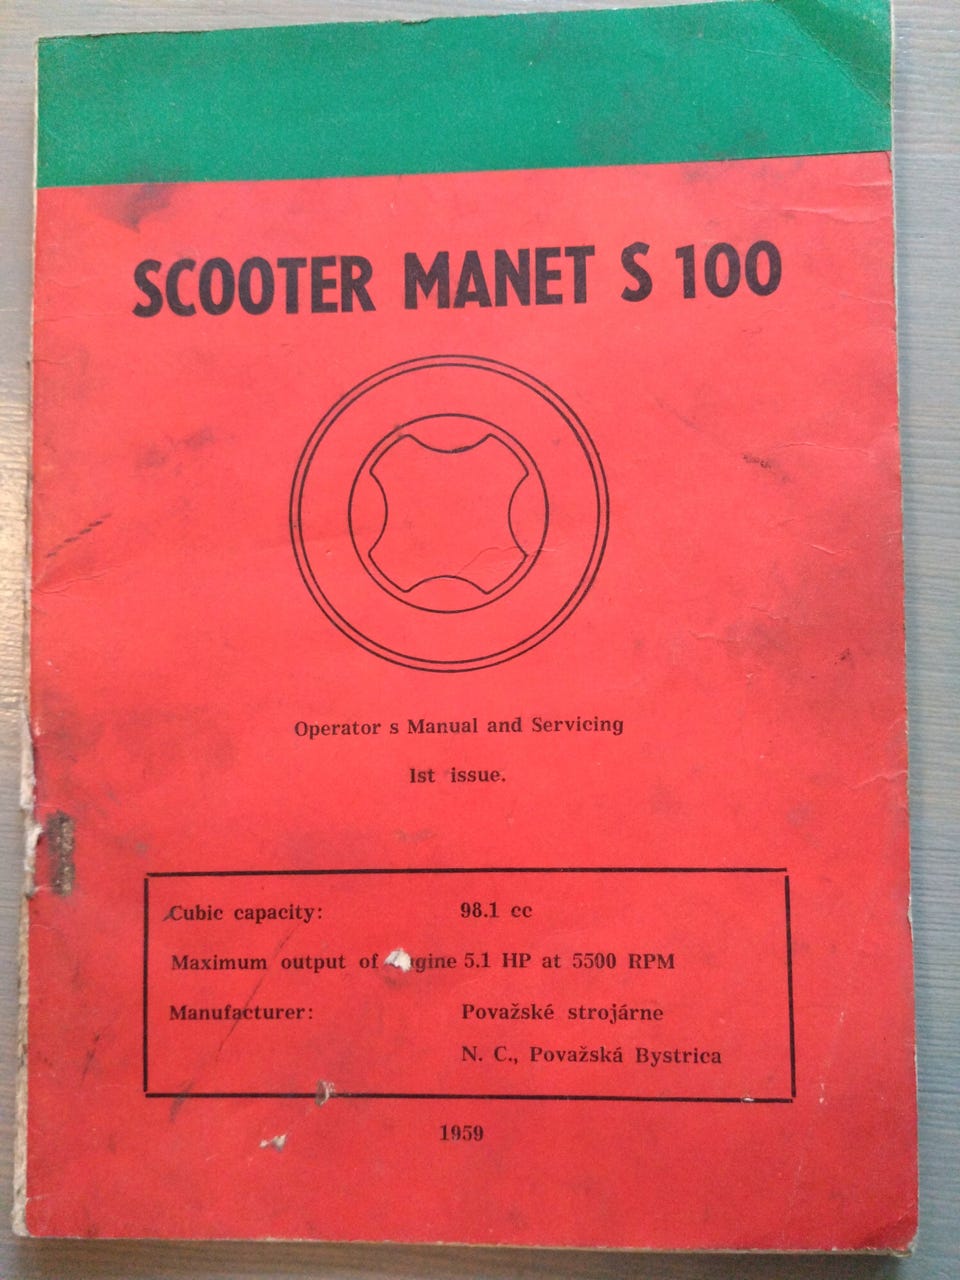 SCOOTER MANET S 100
Operator s Manual and Servicing
1st issue.
Cubic capacity: 98.1 cc
Maximum output of engine 5.1 HP at 5500 RPM
Manufacturer: Považské strojárne
N. C., Považská Bystrica
1959